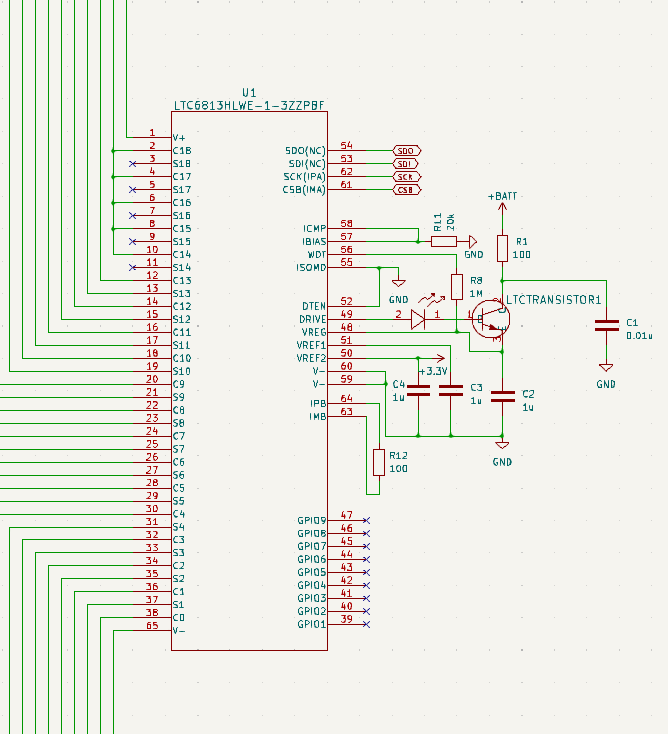 U1
LTC6813HLWE-1-3ZZPBF
1 V+
2 C18
3 S18
4 C17
5 S17
6 C16
7 S16
8 C15
9 S15
10 C14
11 S14
12 C13
13 S13
14 C12
15 S12
16 C11
17 S11
18 C10
19 S10
20 C9
21 S9
22 C8
23 S8
24 C7
25 S7
26 C6
27 S6
28 C5
29 S5
30 C4
31 S4
32 C3
33 S3
34 C2
35 S2
36 C1
37 S1
38 C0
65 V-
SDO(NC) 54 SDO
SDI(NC) 53 SDI
SCK(IPA) 62 SCK
CSB(IMA) 61 CSB
ICMP 58
IBIAS 57
WDT 56
ISOMD 55
DTEN 52
DRIVE 49
VREG 48
VREF1 51
VREF2 50
V- 60
V- 59
IPB 64
IMB 63
GPIO9 47
GPIO8 46
GPIO7 45
GPIO6 44
GPIO5 43
GPIO4 42
GPIO3 41
GPIO2 40
GPIO1 39
R11
20k
GND
GND
R8
1M
2 1
+BATT
R1
100
LTCTRANSISTOR1
2 C
1 B
3 E
C1
0.01u
GND
+3.3V
C4
1u
C3
1u
C2
1u
GND
R12
100